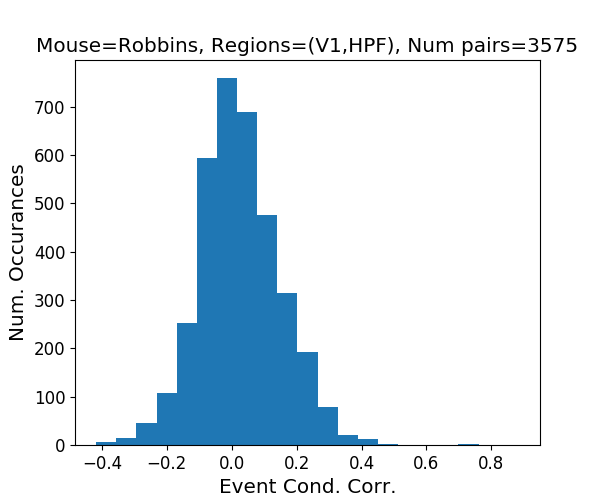 Mouse=Robbins, Regions=(V1,HPF), Num pairs=3575
Num. Occurances
700
600
500
400
300
200
100
0
−0.4 −0.2 0.0 0.2 0.4 0.6 0.8
Event Cond. Corr.